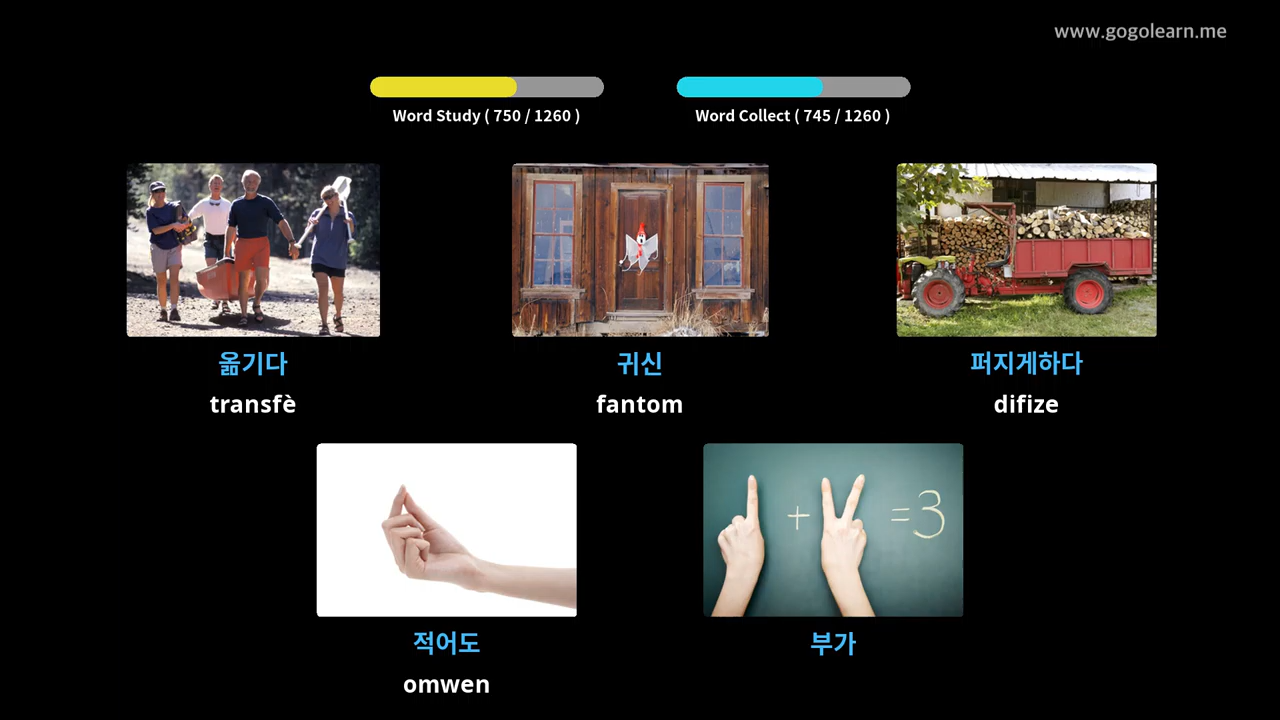 www.gogolearn.me
Word Study ( 750 / 1260 )
Word Collect ( 745 / 1260 )
옮기다
귀신
퍼지게하다
transfè
fantom
difize
+
=3
적어도
부가
omwen